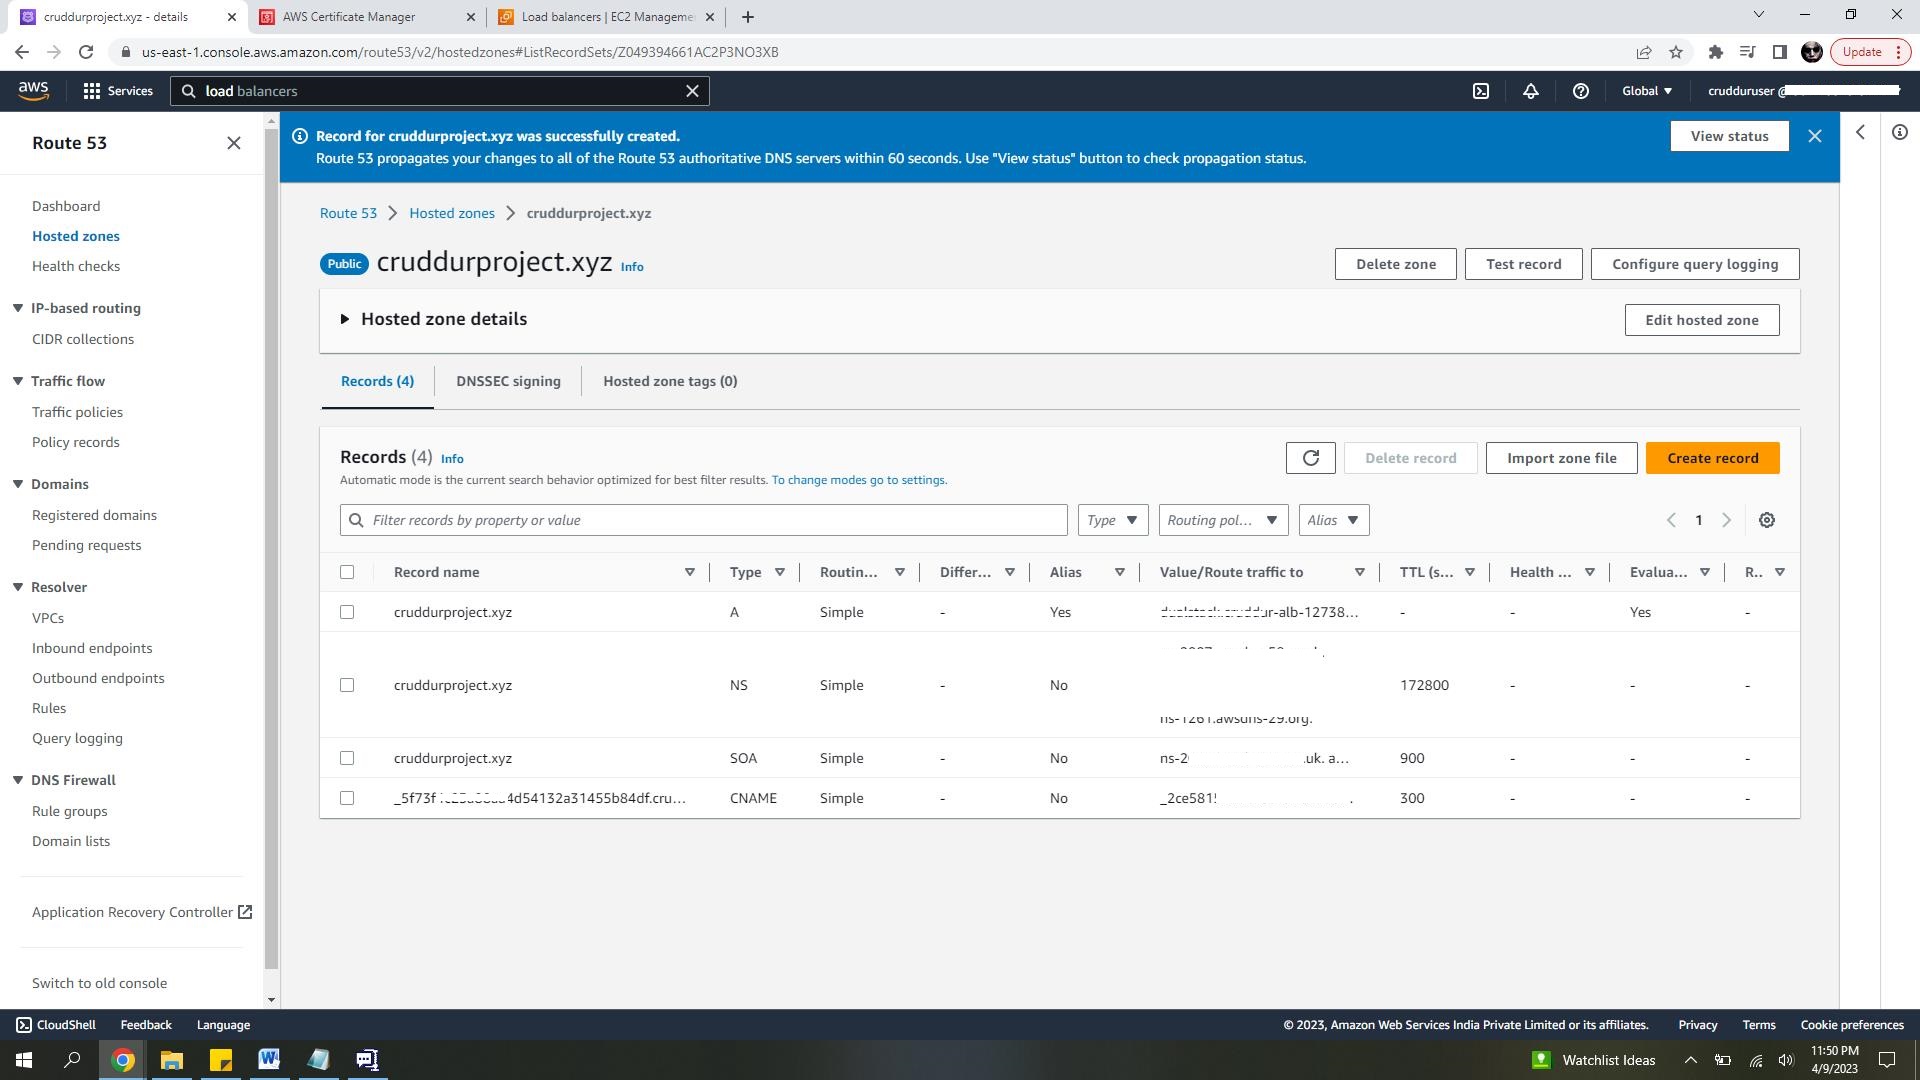 cruddurproject.xyz - details
AWS Certificate Manager
Load balancers | EC2 Manageme
us-east-1.console.aws.amazon.com/route53/v2/hostedzones#ListRecordSets/Z049394661AC2P3NO3XB
Update
aws
Services
load balancers
Global
crudduruser @
Route 53
Dashboard
Hosted zones
Health checks
IP-based routing
CIDR collections
Traffic flow
Traffic policies
Policy records
Domains
Registered domains
Pending requests
Resolver
VPCs
Inbound endpoints
Outbound endpoints
Rules
Query logging
DNS Firewall
Rule groups
Domain lists
Application Recovery Controller
Switch to old console
Record for cruddurproject.xyz was successfully created.
Route 53 propagates your changes to all of the Route 53 authoritative DNS servers within 60 seconds. Use "View status" button to check propagation status.
View status
Route 53 > Hosted zones > cruddurproject.xyz
Public cruddurproject.xyz Info
Delete zone
Test record
Configure query logging
Hosted zone details
Edit hosted zone
Records (4)
DNSSEC signing
Hosted zone tags (0)
Records (4) Info
Automatic mode is the current search behavior optimized for best filter results. To change modes go to settings.
Delete record
Import zone file
Create record
Filter records by property or value
Type
Routing pol...
Alias
1
Record name Type Routin... Differ... Alias Value/Route traffic to TTL (s... Health ... Evalua... R..
cruddurproject.xyz A Simple - Yes -alb-12738... - - Yes -
cruddurproject.xyz NS Simple - No ns-1261.awsdns-29.org. 172800 - - -
cruddurproject.xyz SOA Simple - No ns-2 .uk. a... 900 - - -
_5f73f 4d54132a31455b84df.cru... CNAME Simple - No _2ce581 300 - - -
CloudShell
Feedback
Language
© 2023, Amazon Web Services India Private Limited or its affiliates.
Privacy
Terms
Cookie preferences
Watchlist Ideas
11:50 PM
4/9/2023